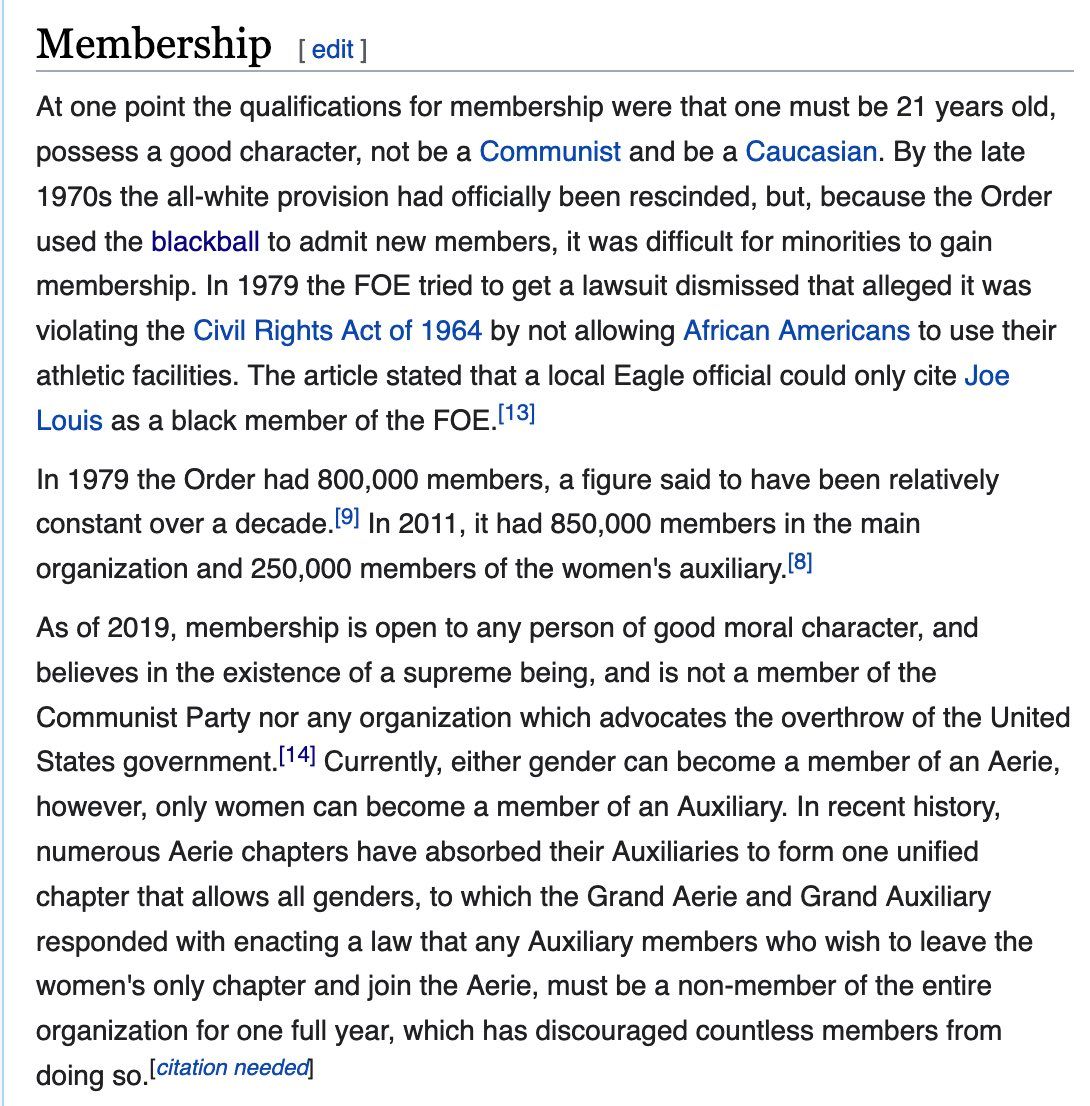 Membership [ edit ]
At one point the qualifications for membership were that one must be 21 years old,
possess a good character, not be a Communist and be a Caucasian. By the late
1970s the all-white provision had officially been rescinded, but, because the Order
used the blackball to admit new members, it was difficult for minorities to gain
membership. In 1979 the FOE tried to get a lawsuit dismissed that alleged it was
violating the Civil Rights Act of 1964 by not allowing African Americans to use their
athletic facilities. The article stated that a local Eagle official could only cite Joe
Louis as a black member of the FOE.[13]
In 1979 the Order had 800,000 members, a figure said to have been relatively
constant over a decade.[9] In 2011, it had 850,000 members in the main
organization and 250,000 members of the women's auxiliary.[8]
As of 2019, membership is open to any person of good moral character, and
believes in the existence of a supreme being, and is not a member of the
Communist Party nor any organization which advocates the overthrow of the United
States government.[14] Currently, either gender can become a member of an Aerie,
however, only women can become a member of an Auxiliary. In recent history,
numerous Aerie chapters have absorbed their Auxiliaries to form one unified
chapter that allows all genders, to which the Grand Aerie and Grand Auxiliary
responded with enacting a law that any Auxiliary members who wish to leave the
women's only chapter and join the Aerie, must be a non-member of the entire
organization for one full year, which has discouraged countless members from
doing so.[citation needed]